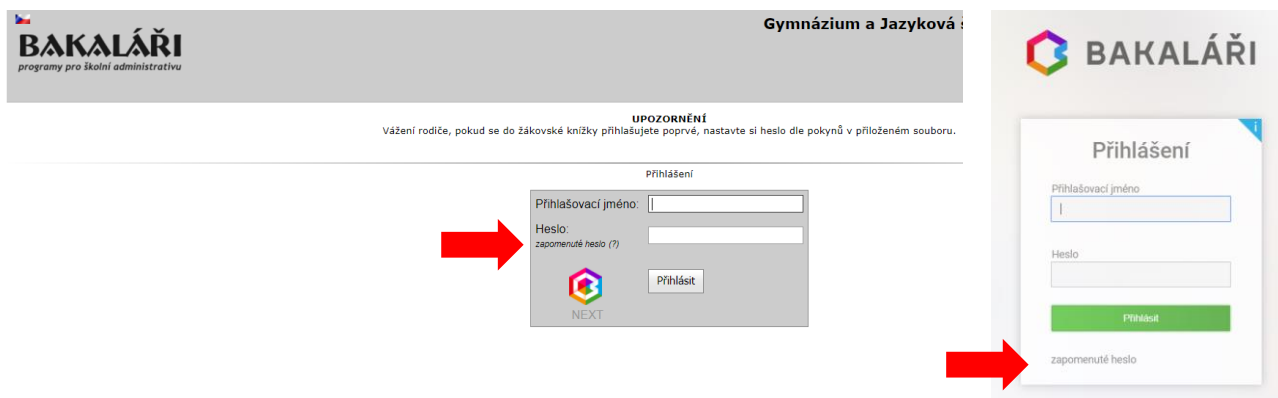 BAKALÁŘI
programy pro školní administrativu
Gymnázium a Jazyková
UPOZORNĚNÍ
Vážení rodiče, pokud se do žákovské knížky přihlašujete poprvé, nastavte si heslo dle pokynů v přiloženém souboru.
Přihlášení
Přihlašovací jméno:
Heslo:
zapomenuté heslo (?)
Přihlásit
NEXT
BAKALÁŘI
i
Přihlášení
Přihlašovací jméno
Heslo
Přihlásit
zapomenuté heslo